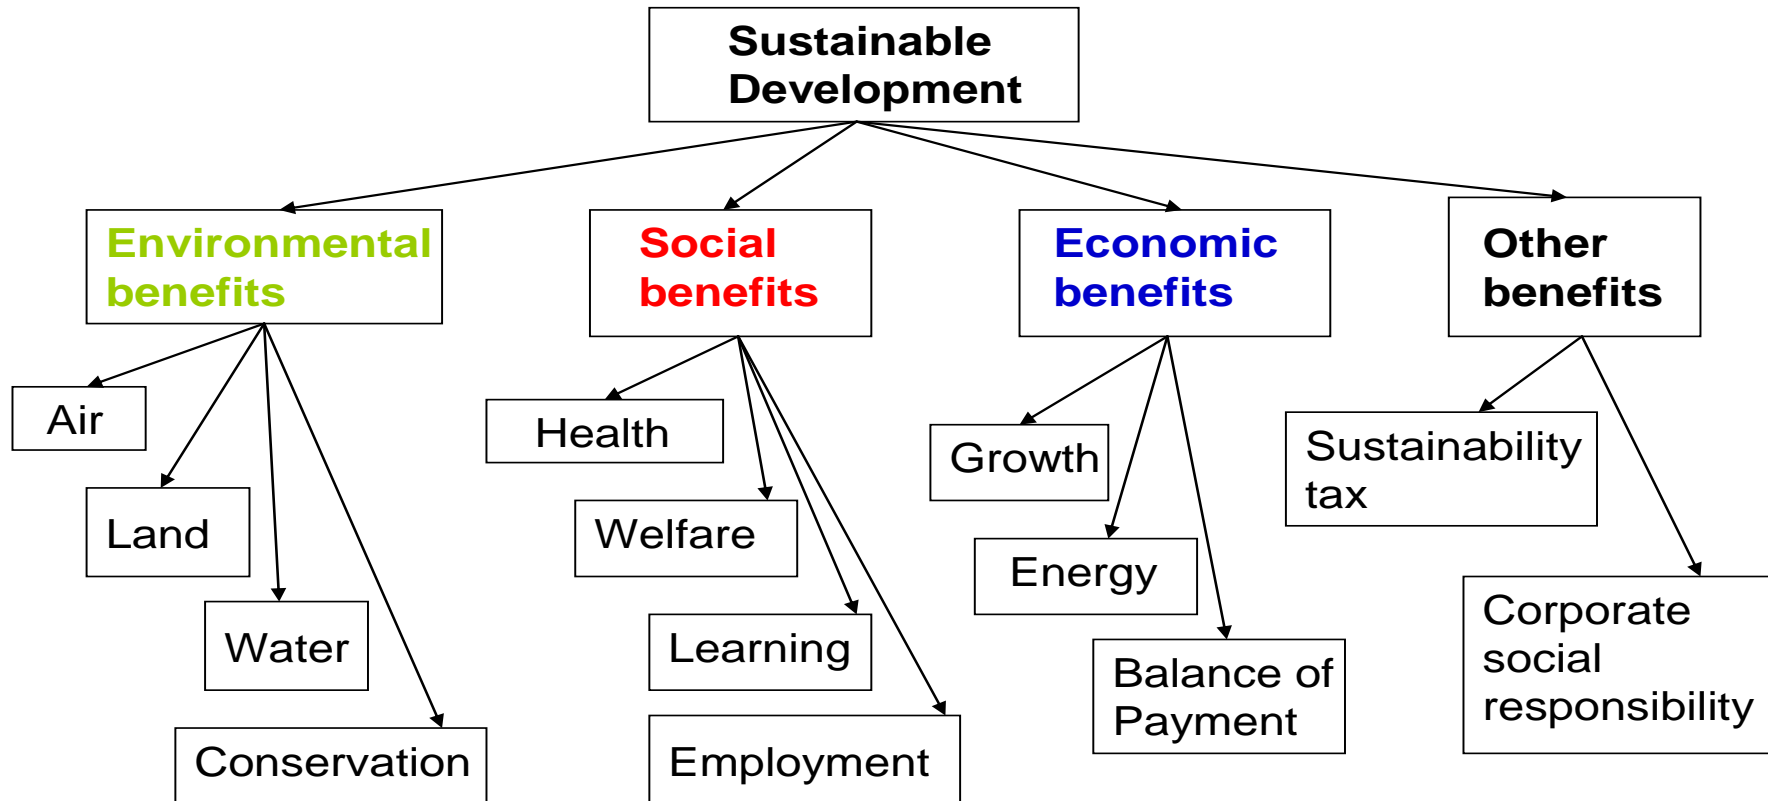 Sustainable
Development
Environmental
benefits
Social
benefits
Economic
benefits
Other
benefits
Air
Land
Water
Conservation
Health
Welfare
Learning
Employment
Growth
Energy
Balance of
Payment
Sustainability
tax
Corporate
social
responsibility